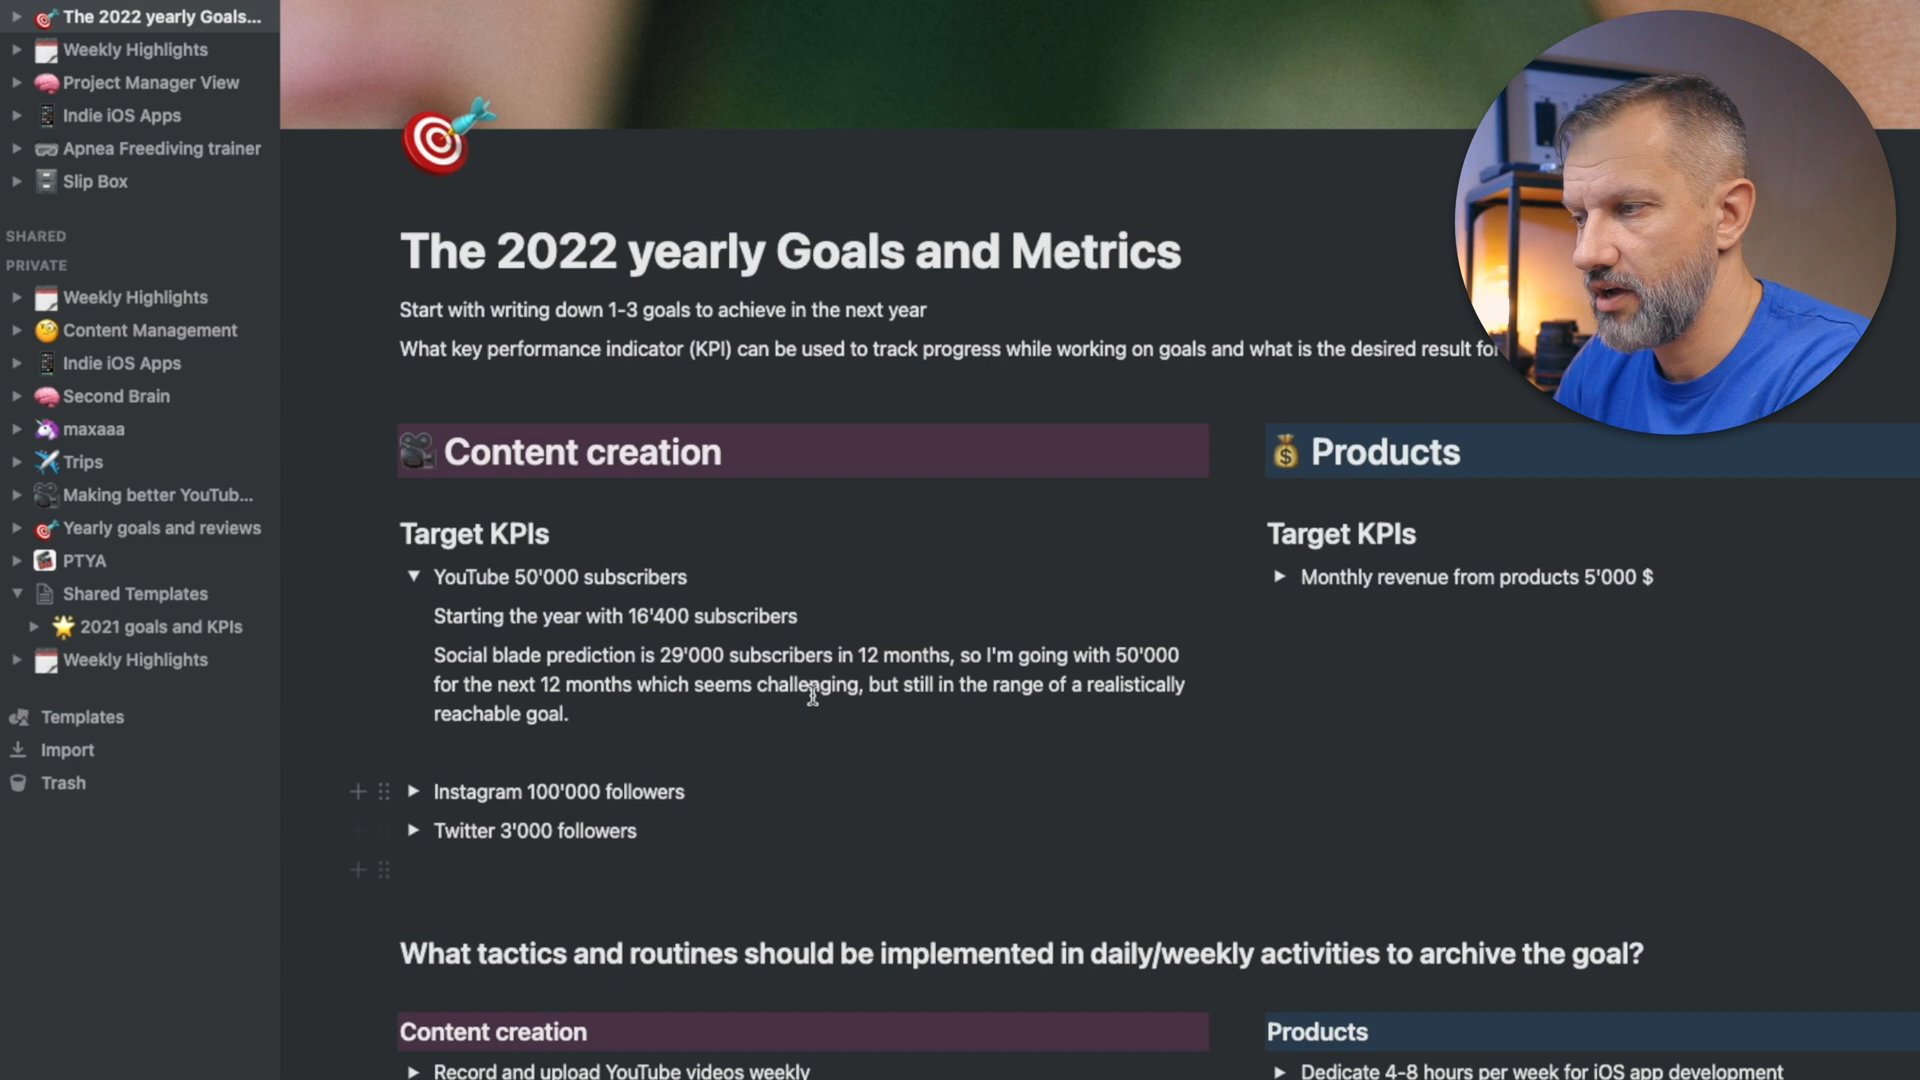 The 2022 yearly Goals...
Weekly Highlights
Project Manager View
Indie iOS Apps
Apnea Freediving trainer
Slip Box
SHARED
PRIVATE
Weekly Highlights
Content Management
Indie iOS Apps
Second Brain
maxaaa
Trips
Making better YouTub...
Yearly goals and reviews
PTYA
Shared Templates
2021 goals and KPIs
Weekly Highlights
Templates
Import
Trash
The 2022 yearly Goals and Metrics
Start with writing down 1-3 goals to achieve in the next year
What key performance indicator (KPI) can be used to track progress while working on goals and what is the desired result for
Content creation
Target KPIs
YouTube 50'000 subscribers
Starting the year with 16'400 subscribers
Social blade prediction is 29'000 subscribers in 12 months, so I'm going with 50'000
for the next 12 months which seems challenging, but still in the range of a realistically
reachable goal.
Instagram 100'000 followers
Twitter 3'000 followers
Products
Target KPIs
Monthly revenue from products 5'000 $
What tactics and routines should be implemented in daily/weekly activities to archive the goal?
Content creation
Record and upload YouTube videos weekly
Products
Dedicate 4-8 hours per week for iOS app development